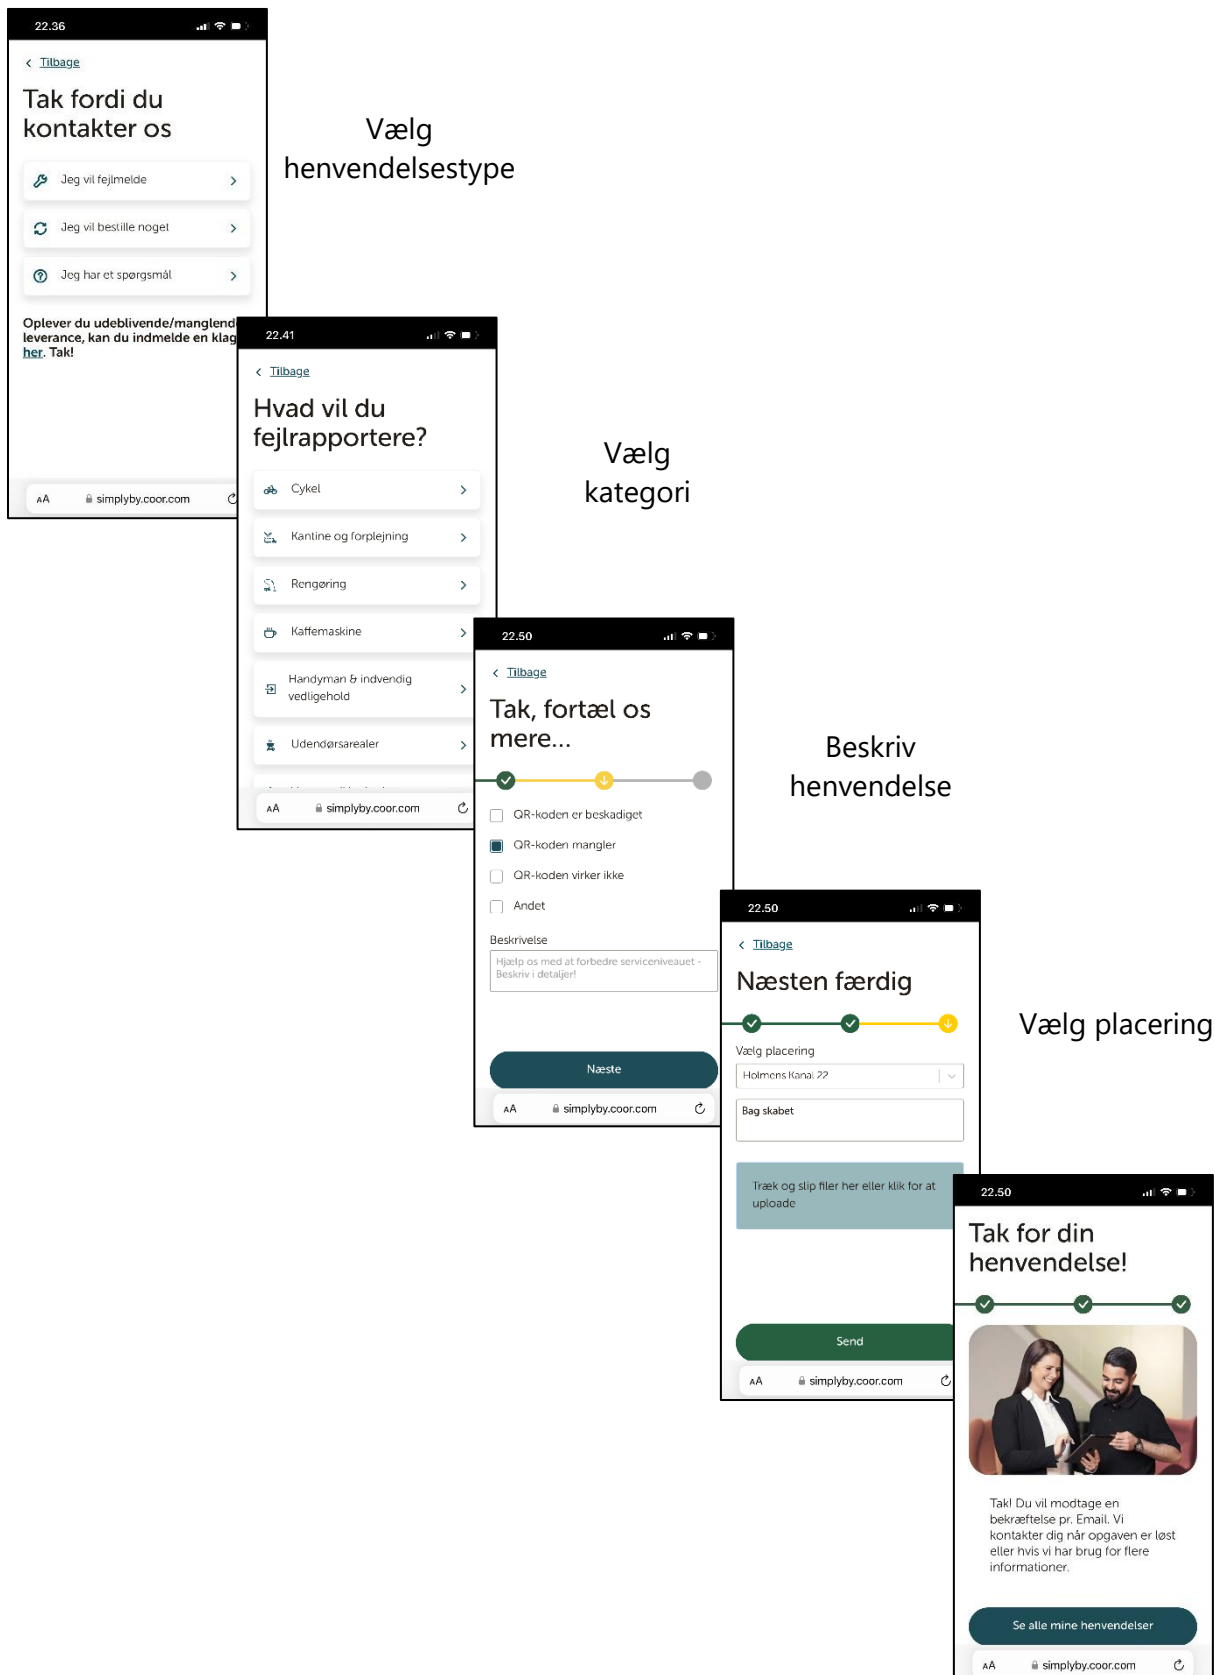 22.36
Tilbage
Tak fordi du
kontakter os
Jeg vil fejlmelde
Jeg vil bestille noget
Jeg har et spørgsmål
Oplever du udeblivende/manglend
leverance, kan du indmelde en klag
her. Tak!
AA simplyby.coor.com
Vælg
henvendelsestype
22.41
Tilbage
Hvad vil du
fejlrapportere?
Cykel
Kantine og forplejning
Rengøring
Kaffemaskine
Handyman & indvendig
vedligehold
Udendørsarealer
AA simplyby.coor.com
Vælg
kategori
22.50
Tilbage
Tak, fortæl os
mere...
QR-koden er beskadiget
QR-koden mangler
QR-koden virker ikke
Andet
Beskrivelse
Hjælp os med at forbedre serviceniveauet -
Beskriv i detaljer!
Næste
AA simplyby.coor.com
Beskriv
henvendelse
22.50
Tilbage
Næsten færdig
Vælg placering
Holmens Kanal 22
Bag skabet
Træk og slip filer her eller klik for at
uploade
Send
AA simplyby.coor.com
Vælg placering
22.50
Tak for din
henvendelse!
Tak! Du vil modtage en
bekræftelse pr. Email. Vi
kontakter dig når opgaven er løst
eller hvis vi har brug for flere
informationer.
Se alle mine henvendelser
AA simplyby.coor.com